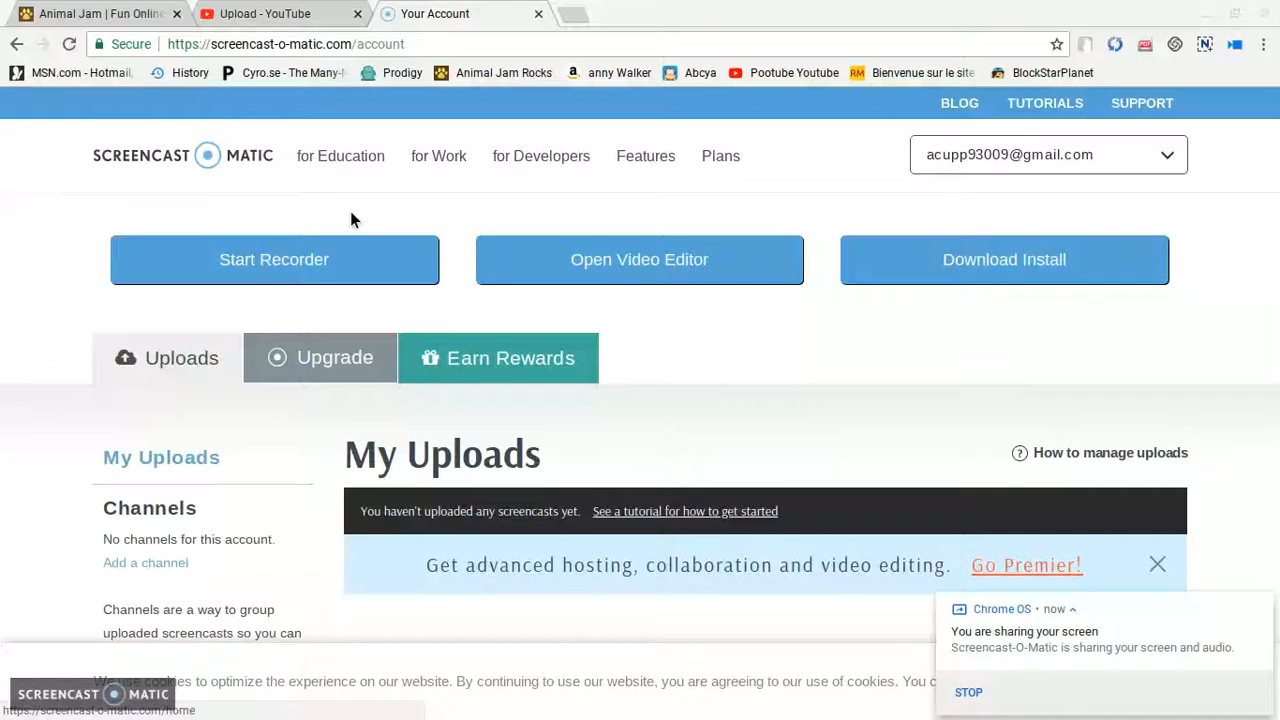 Animal Jam | Fun Online
Upload - YouTube
Your Account
Secure https://screencast-o-matic.com/account
MSN.com - Hotmail,
History
Cyro.se - The Many-
Prodigy
Animal Jam Rocks
anny Walker
Abcya
Pootube Youtube
Bienvenue sur le site
BlockStarPlanet
BLOG TUTORIALS SUPPORT
SCREENCAST MATIC
for Education for Work for Developers Features Plans
acupp93009@gmail.com
Start Recorder
Open Video Editor
Download Install
Uploads
Upgrade
Earn Rewards
My Uploads
Channels
No channels for this account.
Add a channel
Channels are a way to group
uploaded screencasts so you can
My Uploads
How to manage uploads
You haven't uploaded any screencasts yet. See a tutorial for how to get started
Get advanced hosting, collaboration and video editing. Go Premier!
Chrome OS • now
You are sharing your screen
Screencast-O-Matic is sharing your screen and audio.
STOP
We use cookies to optimize the experience on our website. By continuing to use our website, you are agreeing to our use of cookies. You c
SCREENCAST MATIC
https://screencast-o-matic.com/home